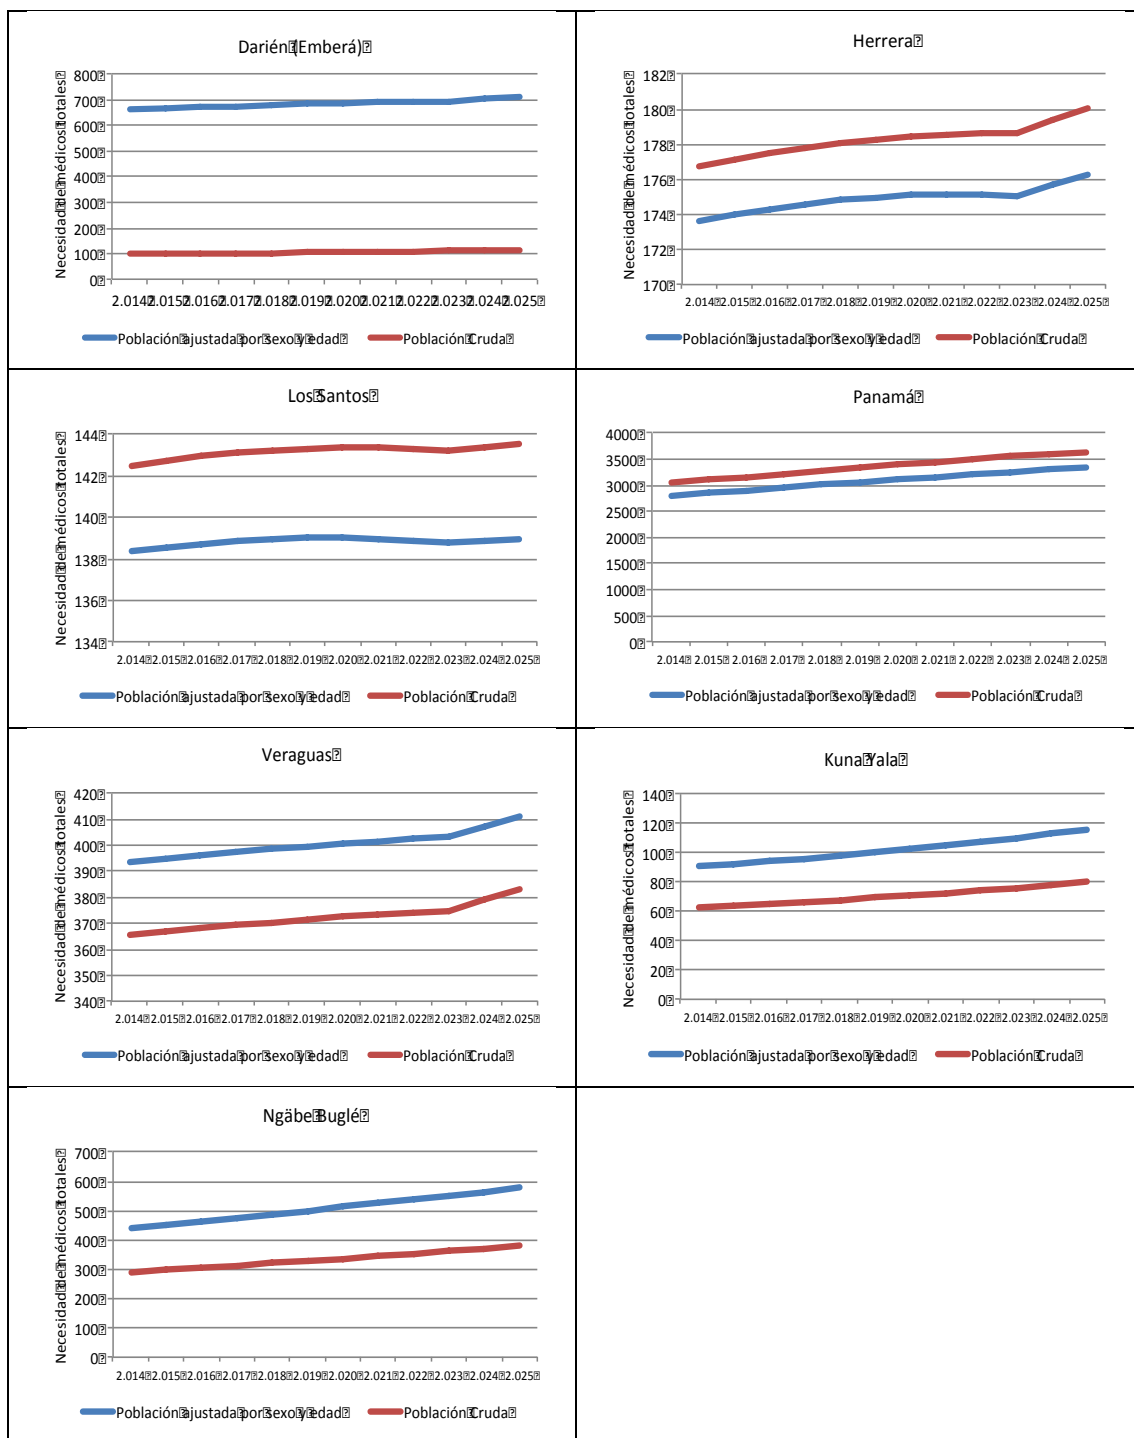 Darién (Emberá)
Necesidad de médicos totales
800
700
600
500
400
300
200
100
0
2.014 2.015 2.016 2.017 2.018 2.019 2.020 2.021 2.022 2.023 2.024 2.025
Población ajustada por sexo y edad Población Cruda
Herrera
Necesidad de médicos totales
182
180
178
176
174
172
170
2.014 2.015 2.016 2.017 2.018 2.019 2.020 2.021 2.022 2.023 2.024 2.025
Población ajustada por sexo y edad Población Cruda
Los Santos
Necesidad de médicos totales
144
142
140
138
136
134
2.014 2.015 2.016 2.017 2.018 2.019 2.020 2.021 2.022 2.023 2.024 2.025
Población ajustada por sexo y edad Población Cruda
Panamá
4000
3500
3000
2500
2000
1500
1000
500
0
2.014 2.015 2.016 2.017 2.018 2.019 2.020 2.021 2.022 2.023 2.024 2.025
Población ajustada por sexo y edad Población Cruda
Veraguas
Necesidad de médicos totales
420
410
400
390
380
370
360
350
340
2.014 2.015 2.016 2.017 2.018 2.019 2.020 2.021 2.022 2.023 2.024 2.025
Población ajustada por sexo y edad Población Cruda
Kuna Yala
Necesidad de médicos totales
140
120
100
80
60
40
20
0
2.014 2.015 2.016 2.017 2.018 2.019 2.020 2.021 2.022 2.023 2.024 2.025
Población ajustada por sexo y edad Población Cruda
Ngäbe Buglé
Necesidad de médicos totales
700
600
500
400
300
200
100
0
2.014 2.015 2.016 2.017 2.018 2.019 2.020 2.021 2.022 2.023 2.024 2.025
Población ajustada por sexo y edad Población Cruda